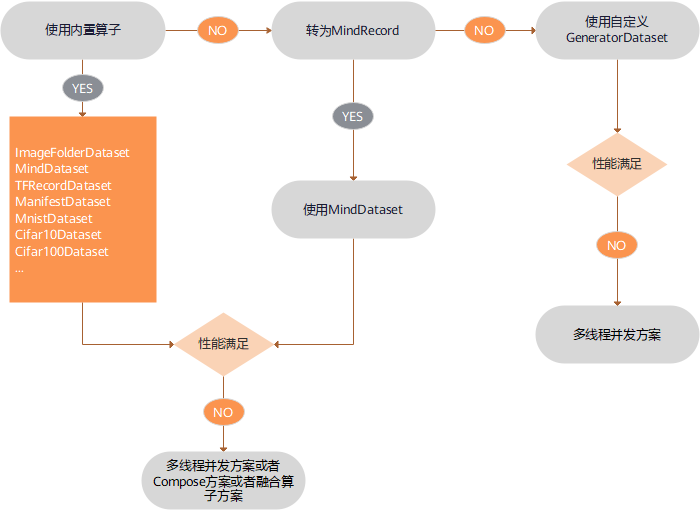 使用内置算子
NO
转为MindRecord
NO
使用自定义
GeneratorDataset
YES
YES
ImageFolderDataset
MindDataset
TFRecordDataset
ManifestDataset
MnistDataset
Cifar10Dataset
Cifar100Dataset
...
使用MindDataset
性能满足
NO
多线程并发方案
性能满足
NO
多线程并发方案或者
Compose方案或者融合算
子方案